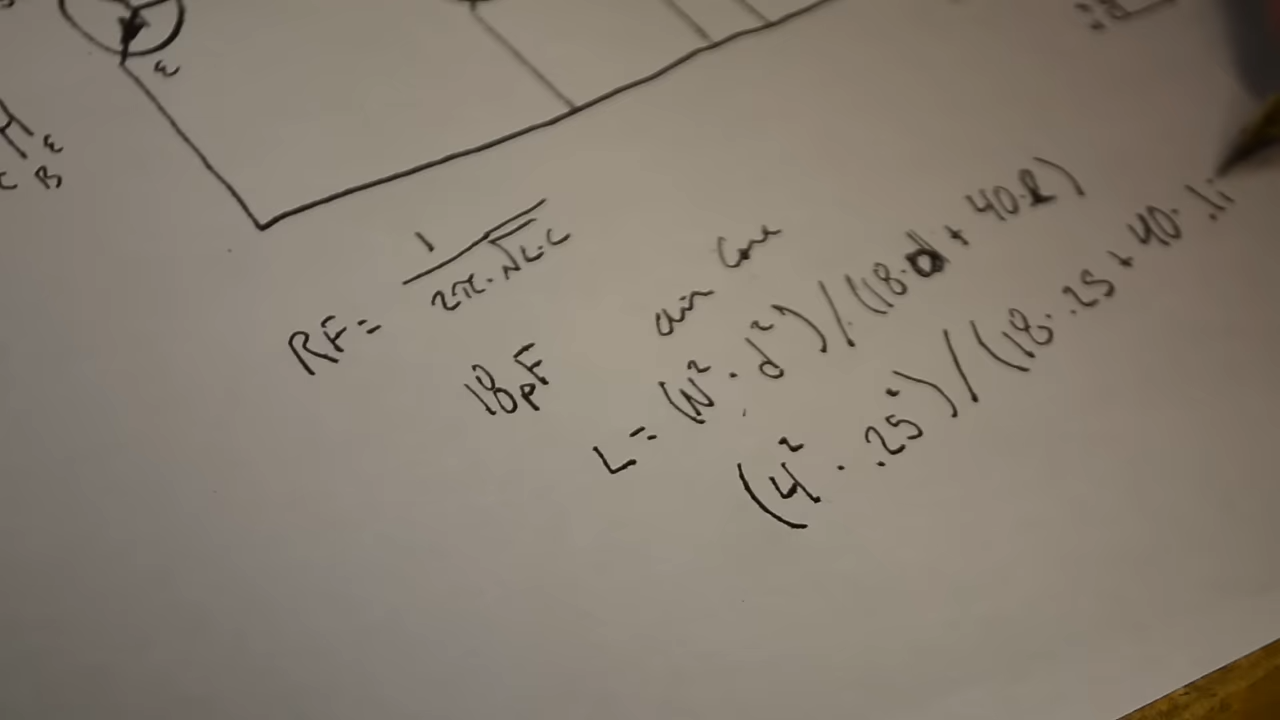 ε
ε
C B
RF = 1 / 2π·√L·C
18pF
air core
L = (N²·d²)/(18·d + 40·l)
(4²·.25²)/(18·.25 + 40·.1